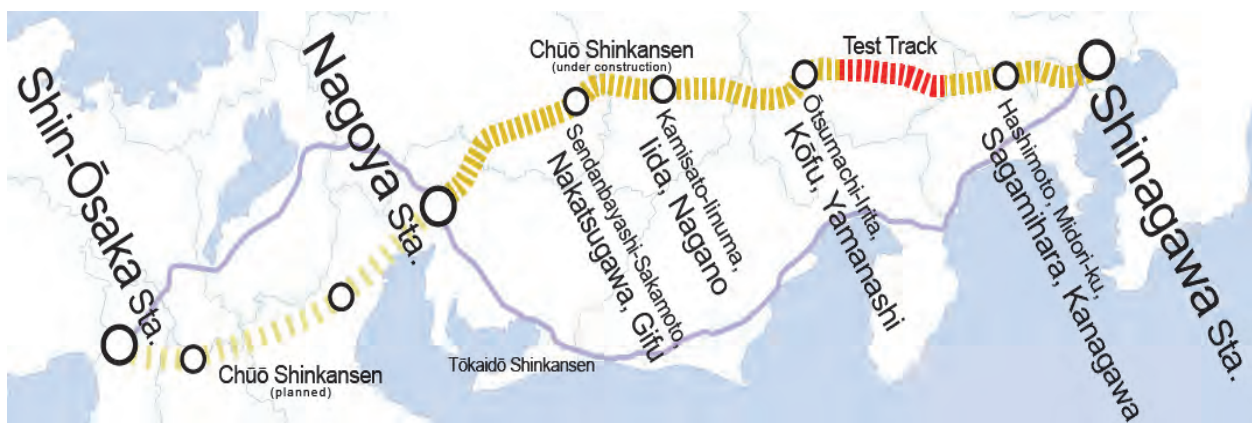 Shin-Ōsaka Sta.
Nagoya Sta.
Chūō Shinkansen
(under construction)
Test Track
Shinagawa Sta.
Sendanbayashi-Sakamoto,
Nakatsugawa, Gifu
Kamisato-Iinuma,
Iida, Nagano
Ōtsumachi-Irita,
Kōfu, Yamanashi
Hashimoto, Midori-ku,
Sagamihara, Kanagawa
Chūō Shinkansen
(planned)
Tōkaidō Shinkansen